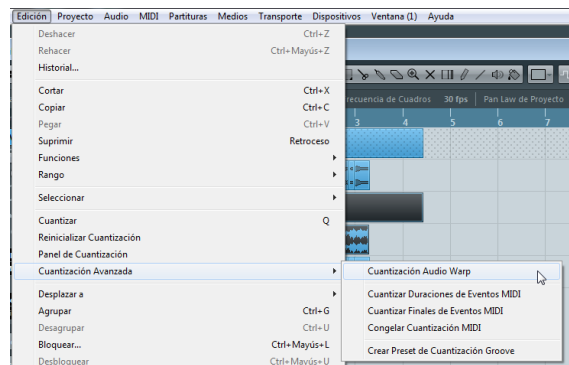 Edición Proyecto Audio MIDI Partituras Medios Transporte Dispositivos Ventana (1) Ayuda
Deshacer Ctrl+Z
Rehacer Ctrl+Mayús+Z
Historial...
Cortar Ctrl+X
recuencia de Cuadros 30 fps Pan Law de Proyecto
Copiar Ctrl+C
Pegar Ctrl+V
3 4 5 6 7
Suprimir Retroceso
Funciones
Rango
Seleccionar
Cuantizar Q
Reinicializar Cuantización
Panel de Cuantización
Cuantización Avanzada
Cuantización Audio Warp
Desplazar a
Cuantizar Duraciones de Eventos MIDI
Agrupar Ctrl+G
Cuantizar Finales de Eventos MIDI
Desagrupar Ctrl+U
Congelar Cuantización MIDI
Bloquear... Ctrl+Mayús+L
Crear Preset de Cuantización Groove
Desbloquear Ctrl+Mayús+U